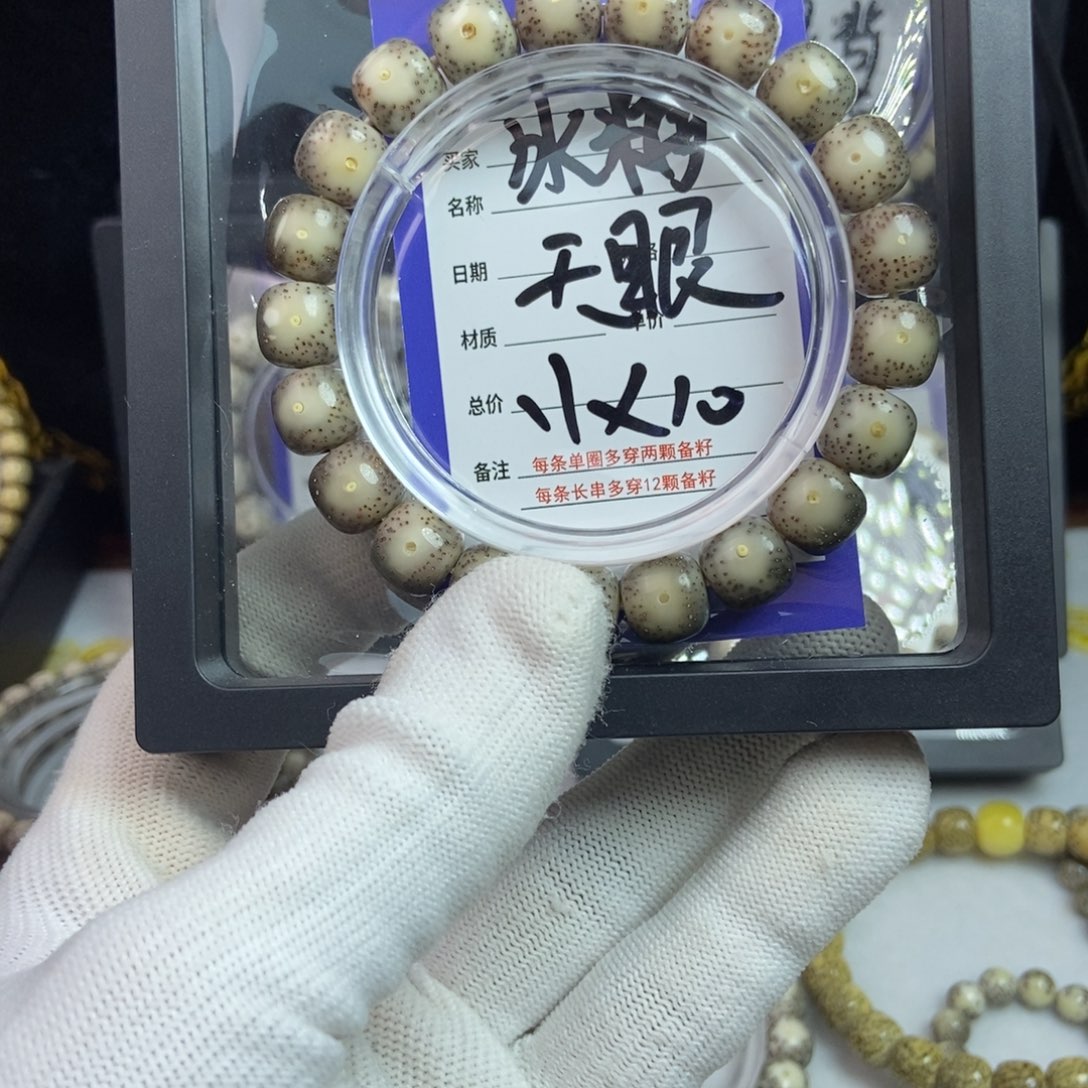 买家 冰籽
名称
日期 天眼
材质 单价
总价 11X10
备注 每条单圈多穿两颗备籽
每条长串多穿12颗备籽